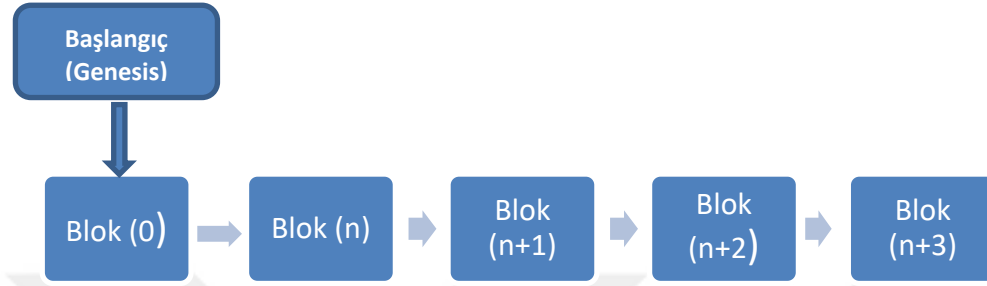 Başlangıç
(Genesis)
Blok (0)
Blok (n)
Blok
(n+1)
Blok
(n+2)
Blok
(n+3)